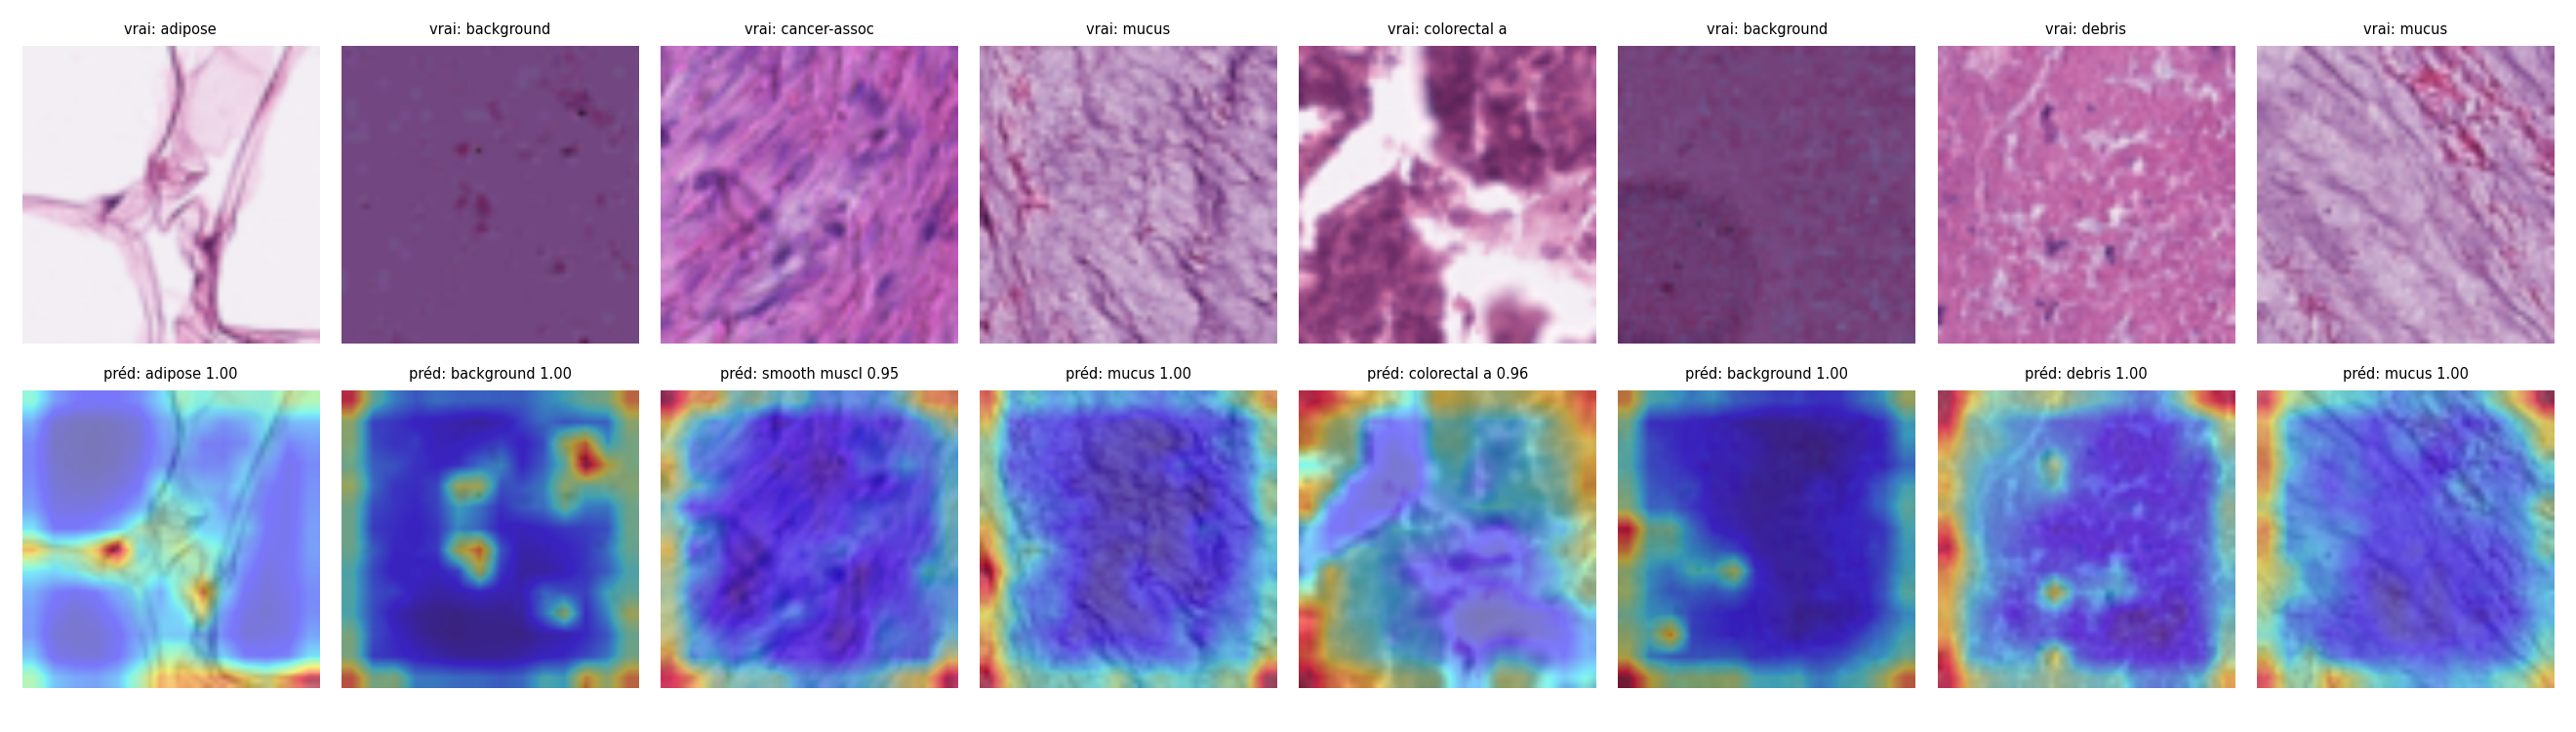 vrai: adipose
vrai: background
vrai: cancer-assoc
vrai: mucus
vrai: colorectal a
vrai: background
vrai: debris
vrai: mucus
préd: adipose 1.00
préd: background 1.00
préd: smooth muscl 0.95
préd: mucus 1.00
préd: colorectal a 0.96
préd: background 1.00
préd: debris 1.00
préd: mucus 1.00